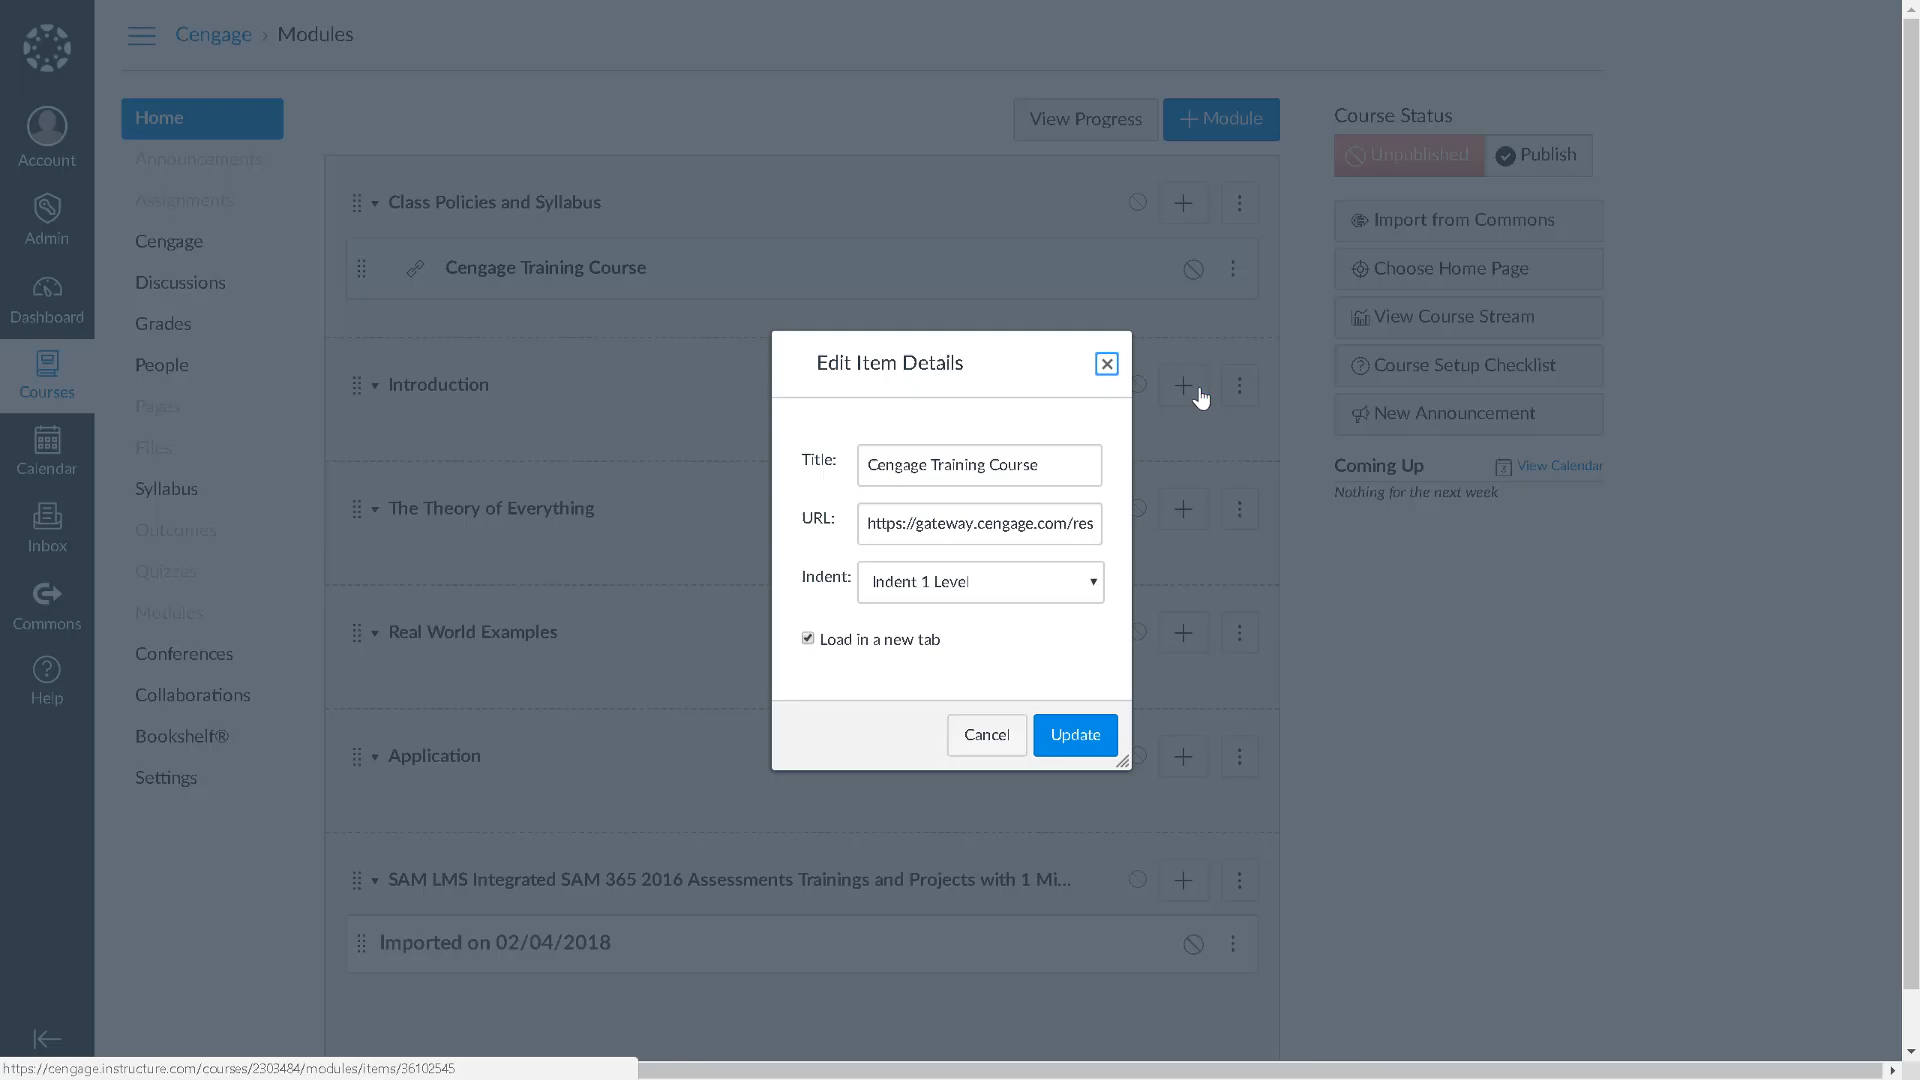 Cengage › Modules
Account
Admin
Dashboard
Courses
Calendar
Inbox
Commons
Help
Home
Announcements
Assignments
Cengage
Discussions
Grades
People
Pages
Files
Syllabus
Outcomes
Quizzes
Modules
Conferences
Collaborations
Bookshelf®
Settings
View Progress
+ Module
Class Policies and Syllabus
Cengage Training Course
Introduction
The Theory of Everything
Real World Examples
Application
SAM LMS Integrated SAM 365 2016 Assessments Trainings and Projects with 1 Mi...
Imported on 02/04/2018
Edit Item Details
Title: Cengage Training Course
URL: https://gateway.cengage.com/res
Indent: Indent 1 Level
Load in a new tab
Cancel Update
Course Status
Unpublished Publish
Import from Commons
Choose Home Page
View Course Stream
Course Setup Checklist
New Announcement
Coming Up 3 View Calendar
Nothing for the next week
https://cengage.instructure.com/courses/2303484/modules/items/36102545